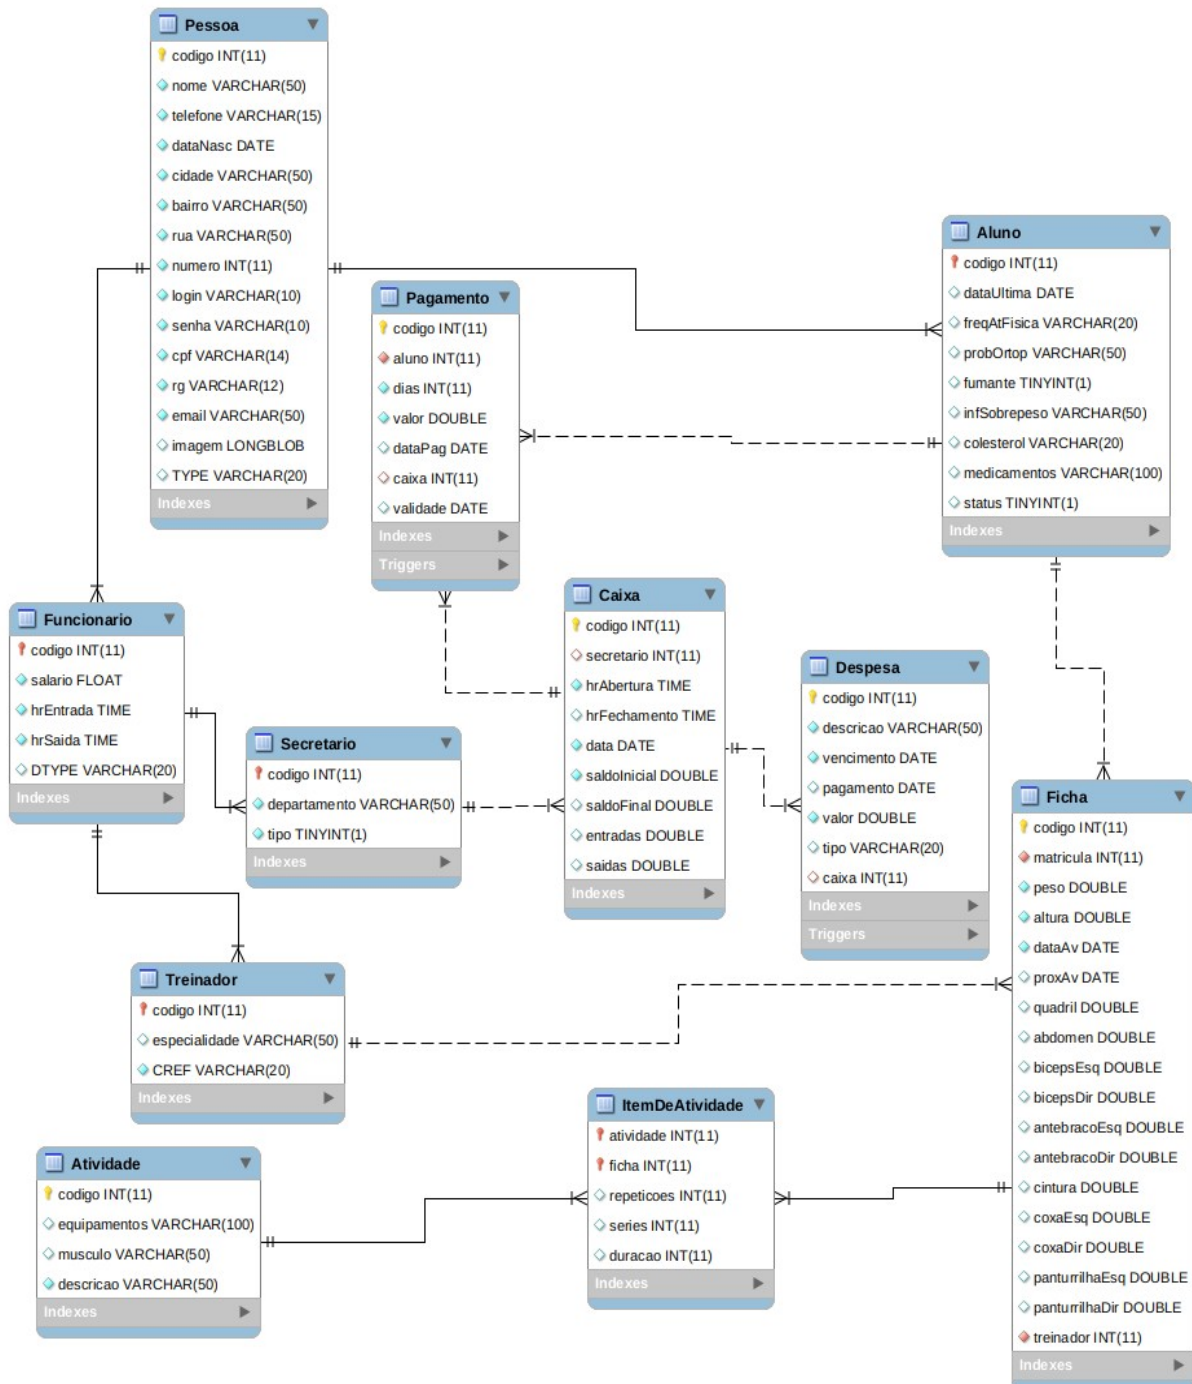 Pessoa
codigo INT(11)
nome VARCHAR(50)
telefone VARCHAR(15)
dataNasc DATE
cidade VARCHAR(50)
bairro VARCHAR(50)
rua VARCHAR(50)
numero INT(11)
login VARCHAR(10)
senha VARCHAR(10)
cpf VARCHAR(14)
rg VARCHAR(12)
email VARCHAR(50)
imagem LONGBLOB
TYPE VARCHAR(20)
Indexes
Aluno
codigo INT(11)
dataUltima DATE
freqAtFisica VARCHAR(20)
probOrtop VARCHAR(50)
fumante TINYINT(1)
infSobrepeso VARCHAR(50)
colesterol VARCHAR(20)
medicamentos VARCHAR(100)
status TINYINT(1)
Indexes
Pagamento
codigo INT(11)
aluno INT(11)
dias INT(11)
valor DOUBLE
dataPag DATE
caixa INT(11)
validade DATE
Indexes
Triggers
Funcionario
codigo INT(11)
salario FLOAT
hrEntrada TIME
hrSaida TIME
DTYPE VARCHAR(20)
Indexes
Secretario
codigo INT(11)
departamento VARCHAR(50)
tipo TINYINT(1)
Indexes
Caixa
codigo INT(11)
secretario INT(11)
hrAbertura TIME
hrFechamento TIME
data DATE
saldoInicial DOUBLE
saldoFinal DOUBLE
entradas DOUBLE
saidas DOUBLE
Indexes
Despesa
codigo INT(11)
descricao VARCHAR(50)
vencimento DATE
pagamento DATE
valor DOUBLE
tipo VARCHAR(20)
caixa INT(11)
Indexes
Triggers
Ficha
codigo INT(11)
matricula INT(11)
peso DOUBLE
altura DOUBLE
dataAv DATE
proxAv DATE
quadril DOUBLE
abdomen DOUBLE
bicepsEsq DOUBLE
bicepsDir DOUBLE
antebracoEsq DOUBLE
antebracoDir DOUBLE
cintura DOUBLE
coxaEsq DOUBLE
coxaDir DOUBLE
panturrilhaEsq DOUBLE
panturrilhaDir DOUBLE
treinador INT(11)
Indexes
Treinador
codigo INT(11)
especialidade VARCHAR(50)
CREF VARCHAR(20)
Indexes
ItemDeAtividade
atividade INT(11)
ficha INT(11)
repeticoes INT(11)
series INT(11)
duracao INT(11)
Indexes
Atividade
codigo INT(11)
equipamentos VARCHAR(100)
musculo VARCHAR(50)
descricao VARCHAR(50)
Indexes